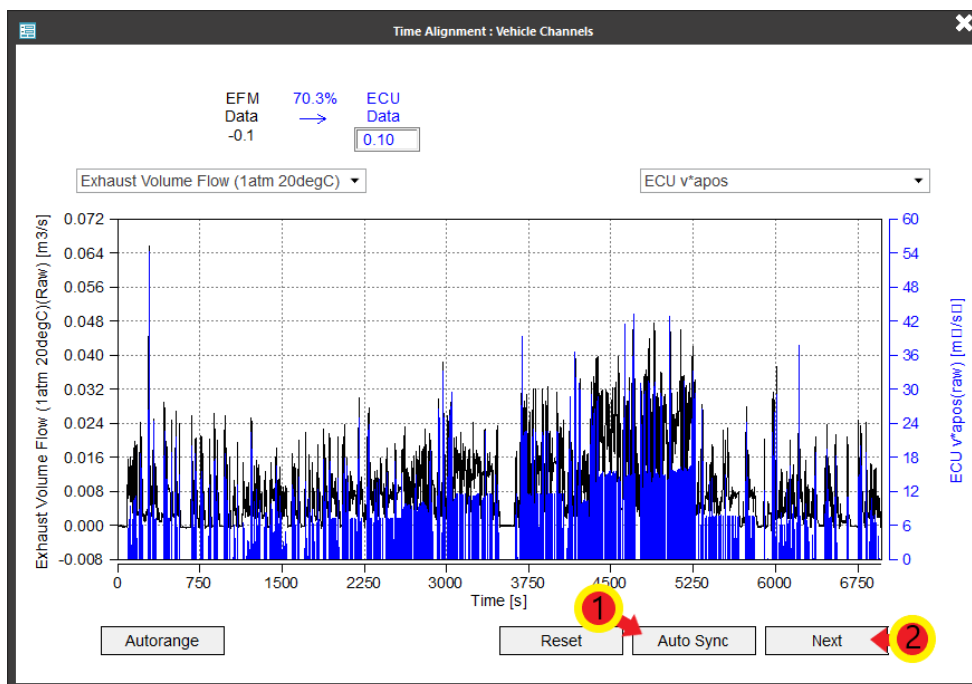 Time Alignment : Vehicle Channels
EFM 70.3% ECU
Data → Data
-0.1 0.10
Exhaust Volume Flow (1atm 20degC)
ECU v*apos
Exhaust Volume Flow (1atm 20degC)(Raw) [m3/s]
0.072
0.064
0.056
0.048
0.040
0.032
0.024
0.016
0.008
0.000
-0.008
60
54
48
42
36
30
24
18
12
6
0
ECU v*apos(raw) [m□/s□]
0 750 1500 2250 3000 3750 4500 5250 6000 6750
Time [s]
1
Autorange Reset Auto Sync Next 2